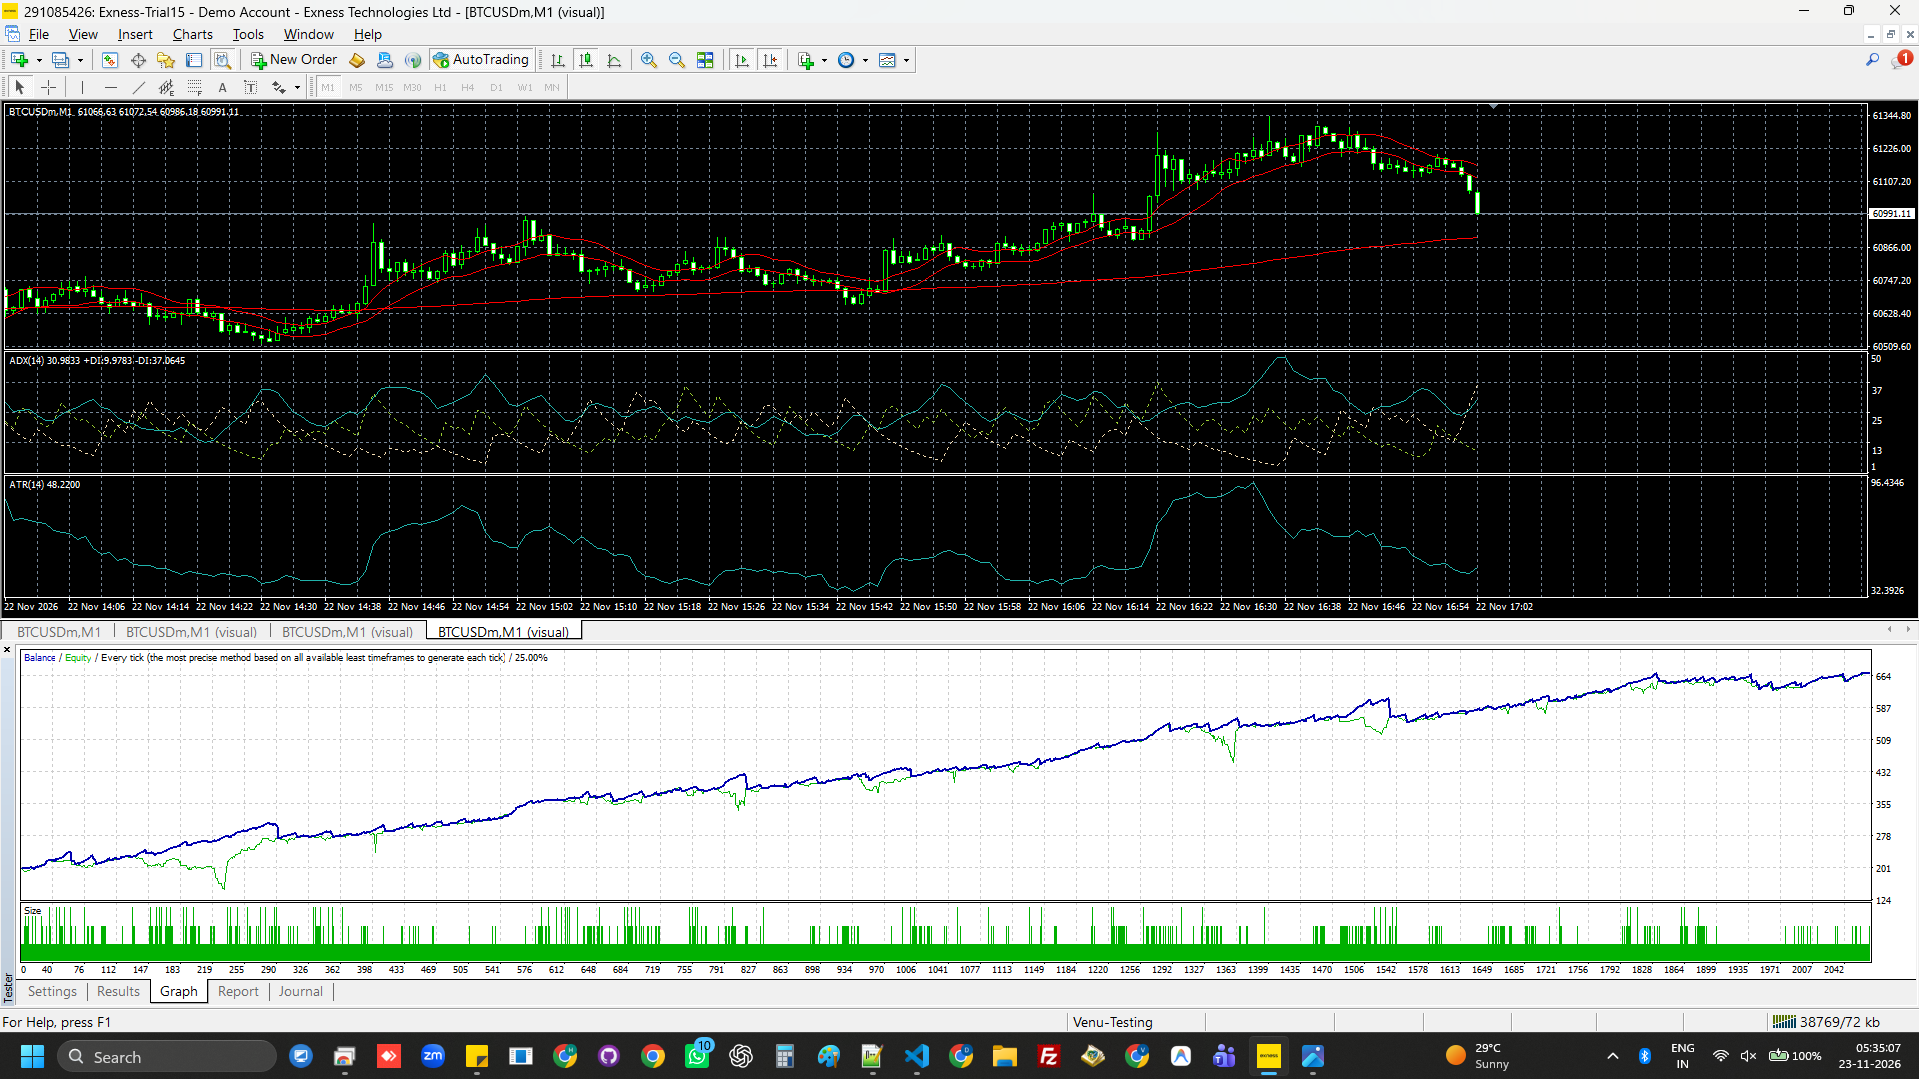 291085426: Exness-Trial15 - Demo Account - Exness Technologies Ltd - [BTCUSDm,M1 (visual)]
File View Insert Charts Tools Window Help
New Order AutoTrading 1
A T M1 M5 M15 M30 H1 H4 D1 W1 MN
BTCUSDm,M1 61066.63 61072.54 60986.18 60991.11
61344.80
61226.00
61107.20
60991.11
60866.00
60747.20
60628.40
60509.60
ADX(14) 30.9833 +DI:9.9783 -DI:37.0645
50
37
25
13
1
ATR(14) 48.2200
96.4346
32.3926
22 Nov 2026 22 Nov 14:06 22 Nov 14:14 22 Nov 14:22 22 Nov 14:30 22 Nov 14:38 22 Nov 14:46 22 Nov 14:54 22 Nov 15:02 22 Nov 15:10 22 Nov 15:18 22 Nov 15:26 22 Nov 15:34 22 Nov 15:42 22 Nov 15:50 22 Nov 15:58 22 Nov 16:06 22 Nov 16:14 22 Nov 16:22 22 Nov 16:30 22 Nov 16:38 22 Nov 16:46 22 Nov 16:54 22 Nov 17:02
BTCUSDm,M1 BTCUSDm,M1 (visual) BTCUSDm,M1 (visual) BTCUSDm,M1 (visual)
Balance / Equity / Every tick (the most precise method based on all available least timeframes to generate each tick) / 25.00%
664
587
509
432
355
278
201
124
Size
0 40 76 112 147 183 219 255 290 326 362 398 433 469 505 541 576 612 648 684 719 755 791 827 863 898 934 970 1006 1041 1077 1113 1149 1184 1220 1256 1292 1327 1363 1399 1435 1470 1506 1542 1578 1613 1649 1685 1721 1756 1792 1828 1864 1899 1935 1971 2007 2042
Tester
Settings Results Graph Report Journal
For Help, press F1 Venu-Testing 38769/72 kb
Search zm 10 exness 29°C ENG 100% 05:35:07
Sunny IN 23-11-2026